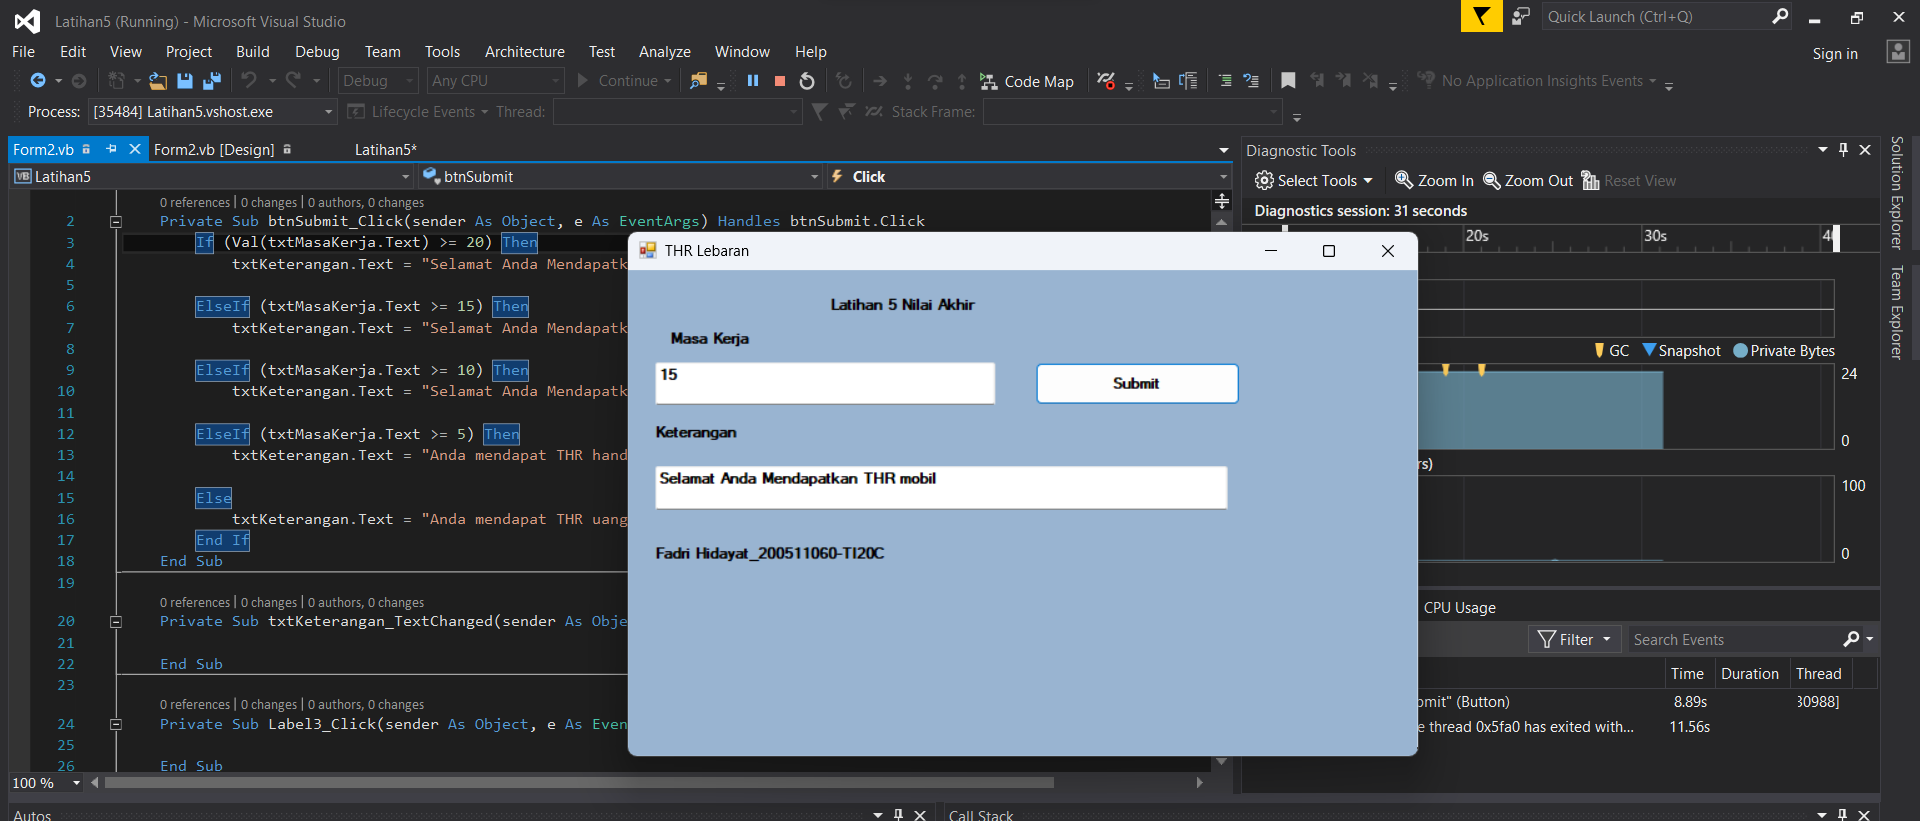 Latihan5 (Running) - Microsoft Visual Studio
Quick Launch (Ctrl+Q)
File Edit View Project Build Debug Team Tools Architecture Test Analyze Window Help
Sign in
Debug Any CPU Continue Code Map No Application Insights Events
Process: [35484] Latihan5.vshost.exe Lifecycle Events Thread: Stack Frame:
Form2.vb Form2.vb [Design] Latihan5*
Latihan5 btnSubmit Click
0 references | 0 changes | 0 authors, 0 changes
2 Private Sub btnSubmit_Click(sender As Object, e As EventArgs) Handles btnSubmit.Click
3 If (Val(txtMasaKerja.Text) >= 20) Then
4 txtKeterangan.Text = "Selamat Anda Mendapatk
5
6 ElseIf (txtMasaKerja.Text >= 15) Then
7 txtKeterangan.Text = "Selamat Anda Mendapatk
8
9 ElseIf (txtMasaKerja.Text >= 10) Then
10 txtKeterangan.Text = "Selamat Anda Mendapatk
11
12 ElseIf (txtMasaKerja.Text >= 5) Then
13 txtKeterangan.Text = "Anda mendapat THR hand
14
15 Else
16 txtKeterangan.Text = "Anda mendapat THR uang
17 End If
18 End Sub
19
0 references | 0 changes | 0 authors, 0 changes
20 Private Sub txtKeterangan_TextChanged(sender As Obje
21
22 End Sub
23
0 references | 0 changes | 0 authors, 0 changes
24 Private Sub Label3_Click(sender As Object, e As Even
25
26 End Sub
100 %
Autos
Call Stack
THR Lebaran
Latihan 5 Nilai Akhir
Masa Kerja
15
Submit
Keterangan
Selamat Anda Mendapatkan THR mobil
Fadri Hidayat_200511060-TI20C
Diagnostic Tools
Select Tools Zoom In Zoom Out Reset View
Diagnostics session: 31 seconds
20s 30s
GC Snapshot Private Bytes
24
0
rs)
100
0
CPU Usage
Filter Search Events
Time Duration Thread
bmit" (Button) 8.89s 30988]
e thread 0x5fa0 has exited with... 11.56s
Solution Explorer
Team Explorer